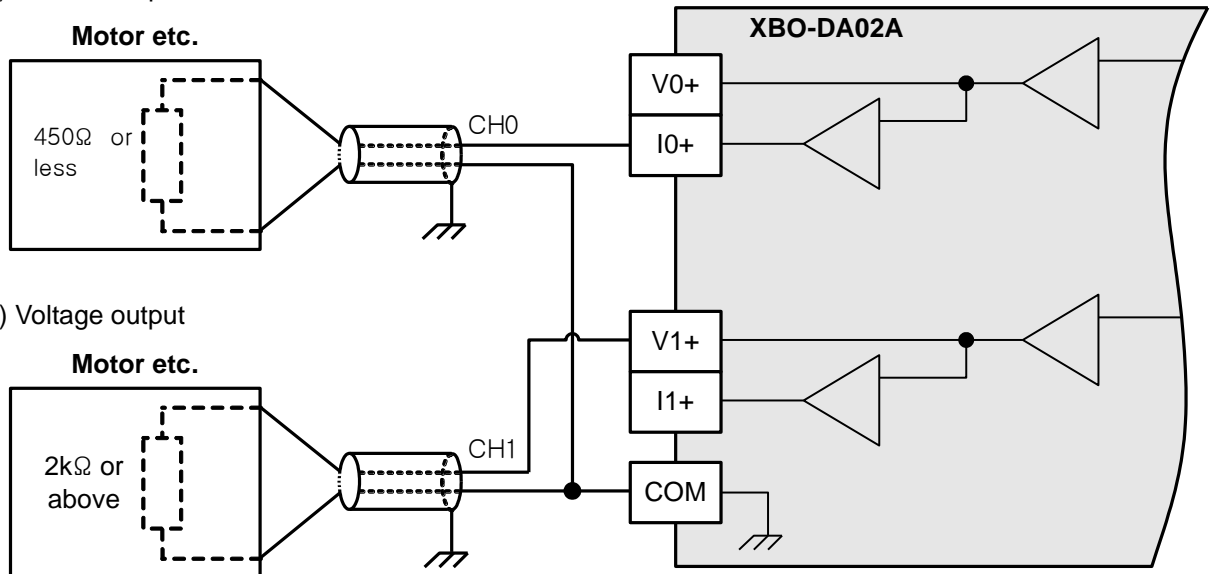 XBO-DA02A
Motor etc.
450Ω or
less
CH0
V0+
I0+
) Voltage output
Motor etc.
2kΩ or
above
CH1
V1+
I1+
COM